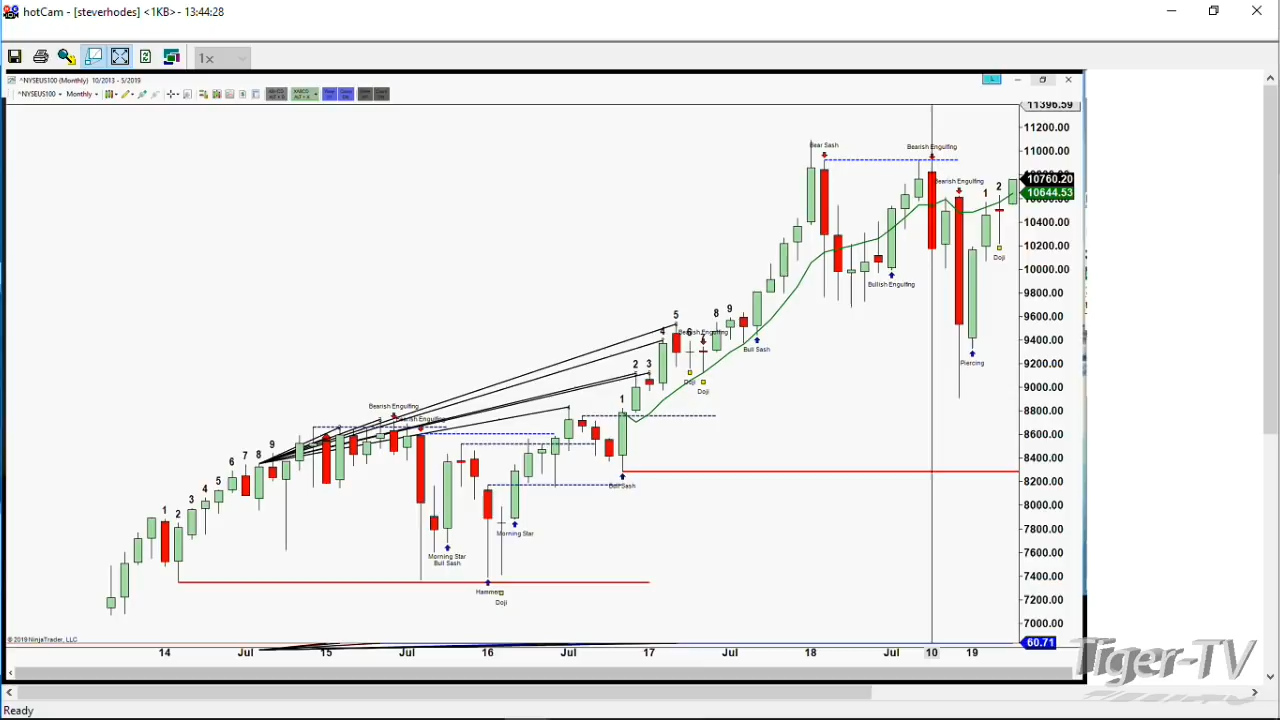 hotCam - [steverhodes] <1KB> - 13:44:28
1x
^NYSEUS100 (Monthly) 10/2013 - 5/2019
^NYSEUS100 Monthly
11396.59
11200.00
11000.00
10760.20
10644.53
10400.00
10200.00
10000.00
9800.00
9600.00
9400.00
9200.00
9000.00
8800.00
8600.00
8400.00
8200.00
8000.00
7800.00
7600.00
7400.00
7200.00
7000.00
60.71
Bear Sash
Bearish Engulfing
Bearish Engulfing
1 2
Doji
Bullish Engulfing
Piercing
5
8 9
4
6
Bull Sash
2 3
Doji
Doji
1
Bearish Engulfing
9
6 7 8
5
4
3
1 2
Bull Sash
Morning Star
Morning Star
Bull Sash
Hammer
Doji
© 2019 NinjaTrader, LLC
14 Jul 15 Jul 16 Jul 17 Jul 18 Jul 10 19
Tiger-TV
Ready